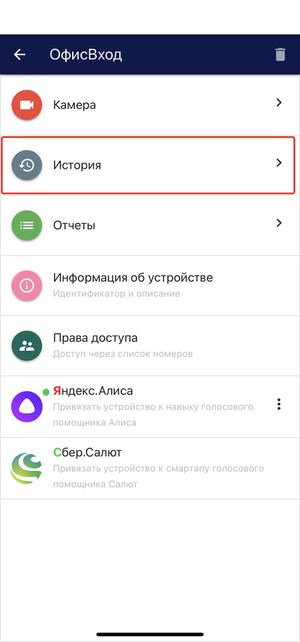 ОфисВход
Камера
История
Отчеты
Информация об устройстве
Идентификатор и описание
Права доступа
Доступ через список номеров
Яндекс.Алиса
Привязать устройство к навыку голосового
помощника Алиса
Сбер.Салют
Привязать устройство к смартапу голосового
помощника Салют